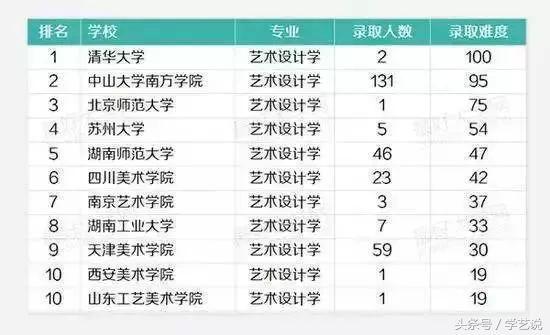 排名 学校 专业 录取人数 录取难度
1 清华大学 艺术设计学 2 100
2 中山大学南方学院 艺术设计学 131 95
3 北京师范大学 艺术设计学 1 75
4 苏州大学 艺术设计学 5 54
5 湖南师范大学 艺术设计学 46 47
6 四川美术学院 艺术设计学 23 42
7 南京艺术学院 艺术设计学 3 37
8 湖南工业大学 艺术设计学 7 33
9 天津美术学院 艺术设计学 59 30
10 西安美术学院 艺术设计学 1 19
10 山东工艺美术学院 艺术设计学 1 19
头条号/学艺说